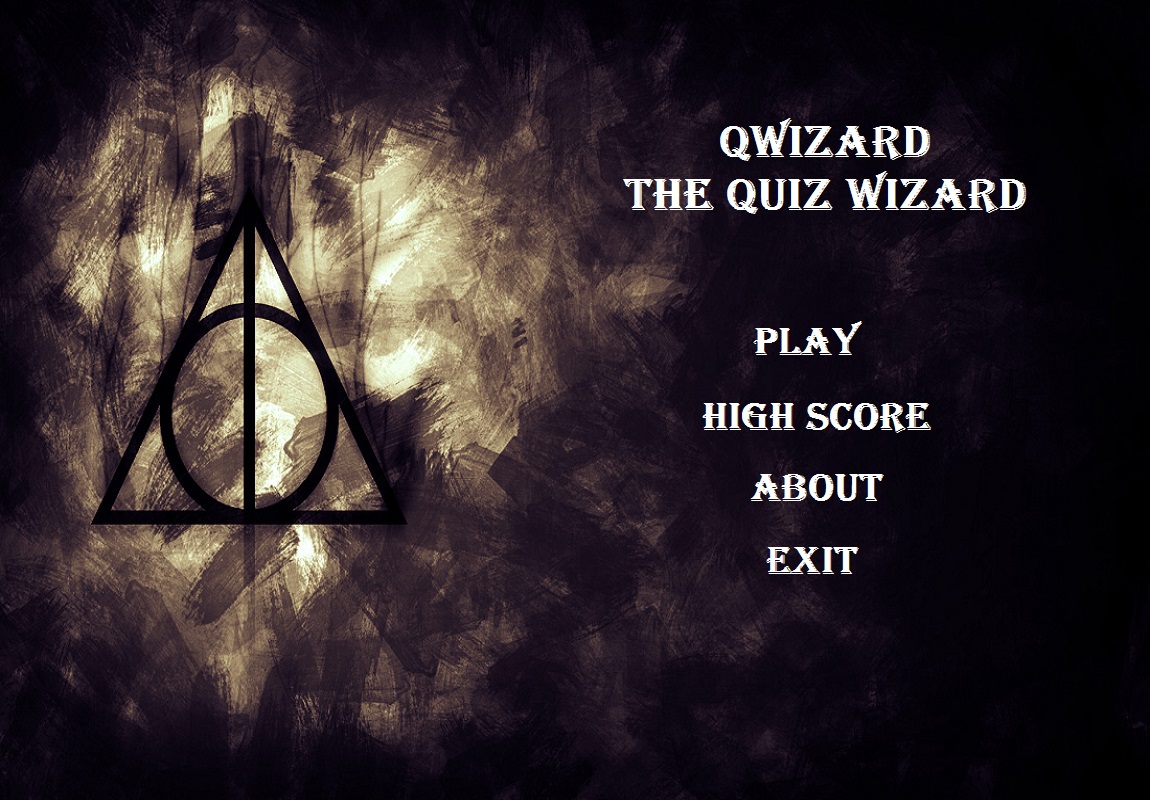 QWIZARD
THE QUIZ WIZARD
PLAY
HIGH SCORE
ABOUT
EXIT